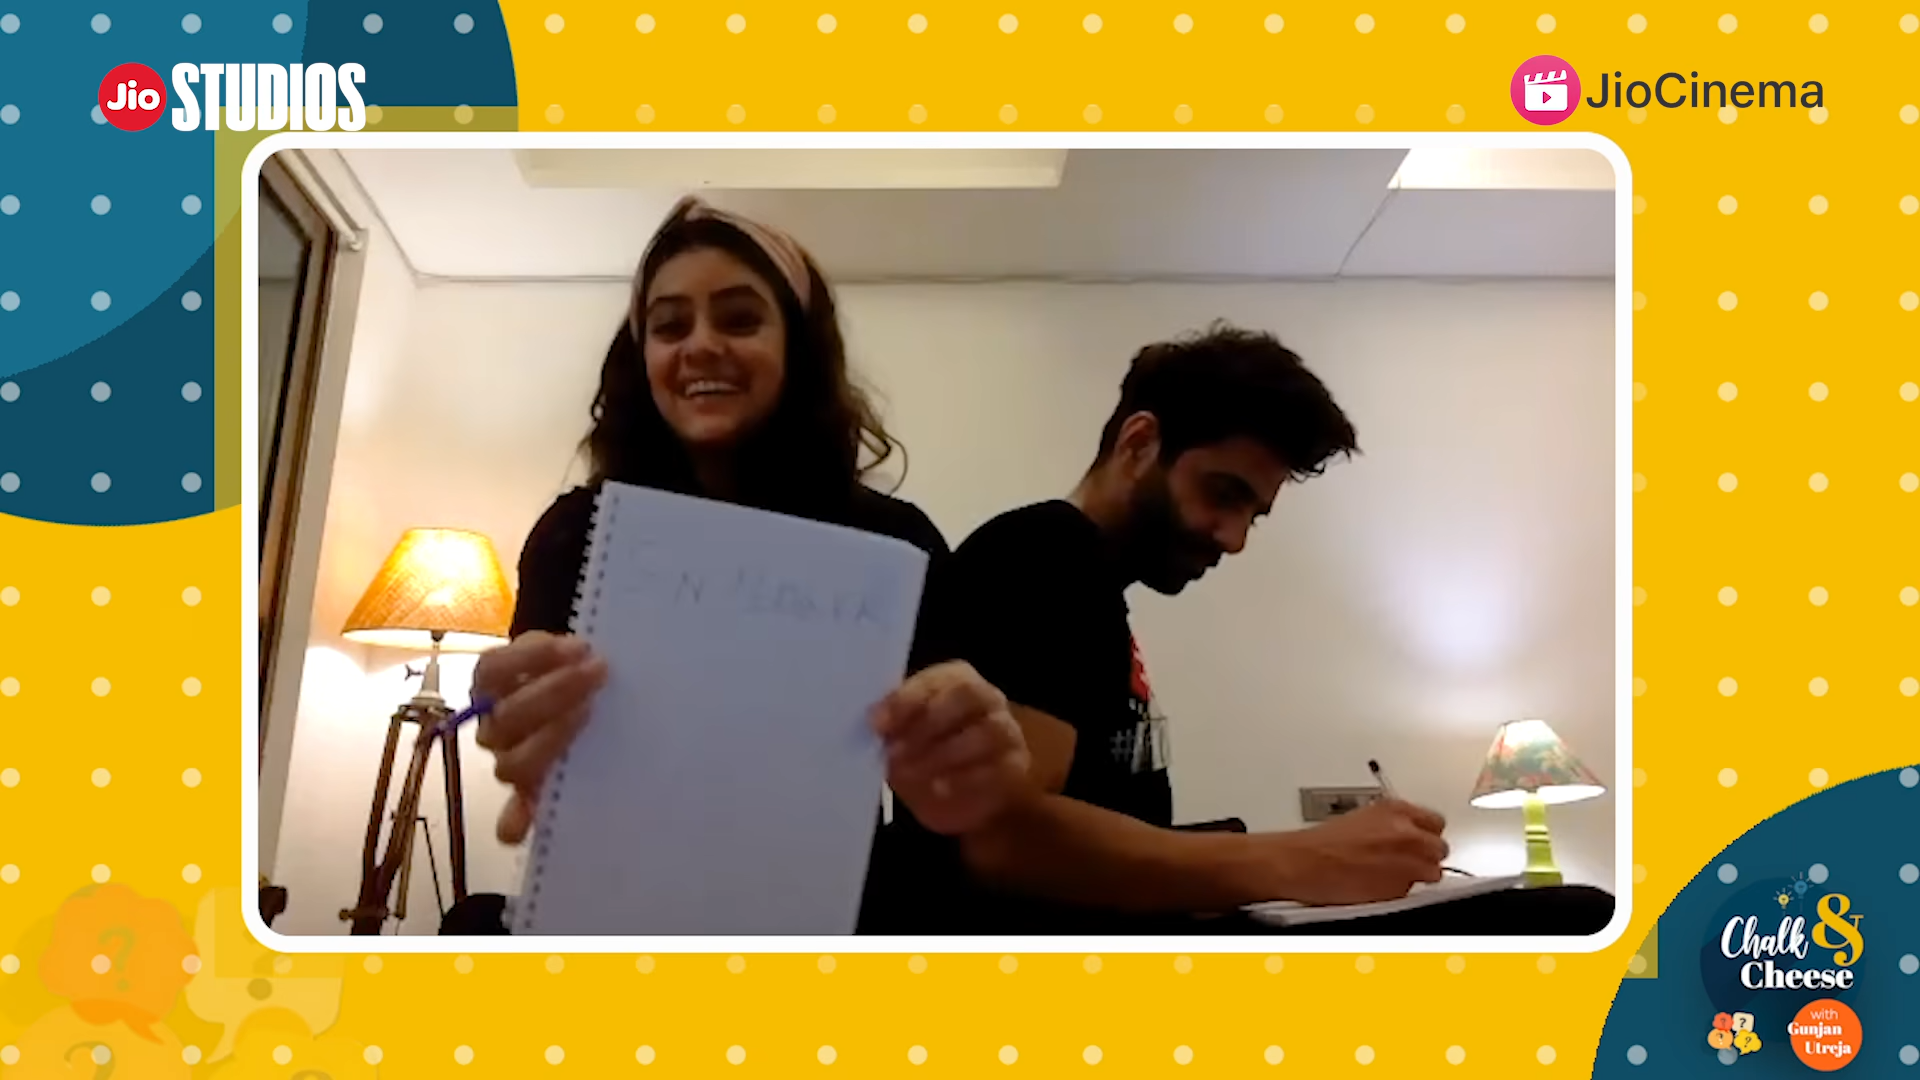 Jio STUDIOS
JioCinema
Chalk &
Cheese
with
Gunjan
Utreja